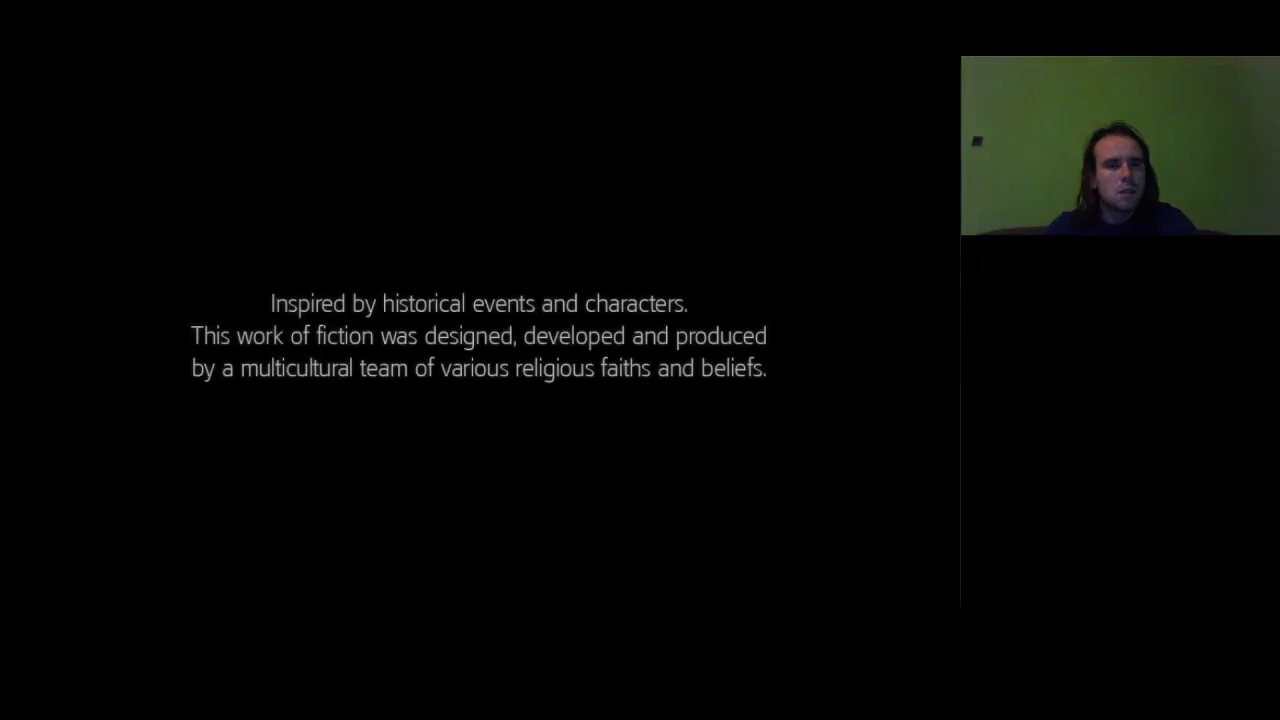 Inspired by historical events and characters.
This work of fiction was designed, developed and produced
by a multicultural team of various religious faiths and beliefs.